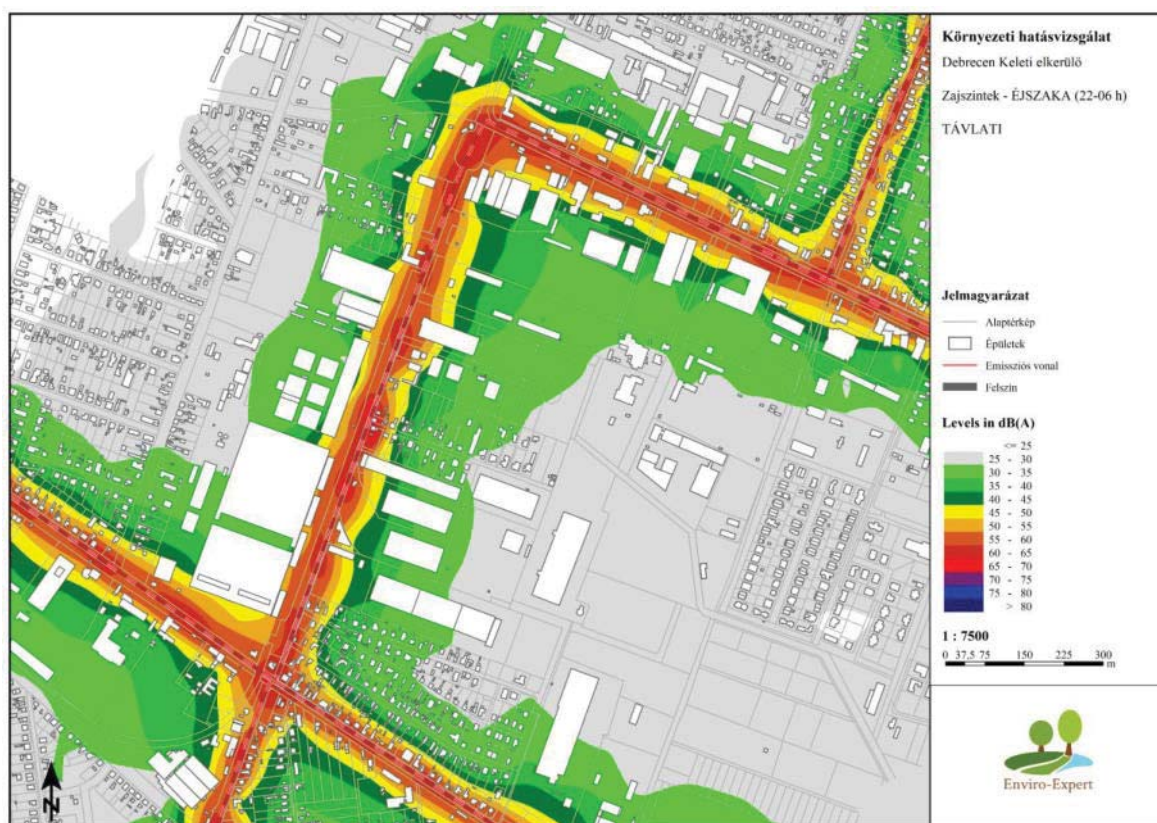 Környezeti hatásvizsgálat
Debrecen Keleti elkerülő
Zajszintek - ÉJSZAKA (22-06 h)
TÁVLATI
Jelmagyarázat
Alaptérkép
Épületek
Emissziós vonal
Felszín
Levels in dB(A)
<= 25
25 - 30
30 - 35
35 - 40
40 - 45
45 - 50
50 - 55
55 - 60
60 - 65
65 - 70
70 - 75
75 - 80
> 80
1 : 7500
0 37,5 75 150 225 300
m
N
Enviro-Expert